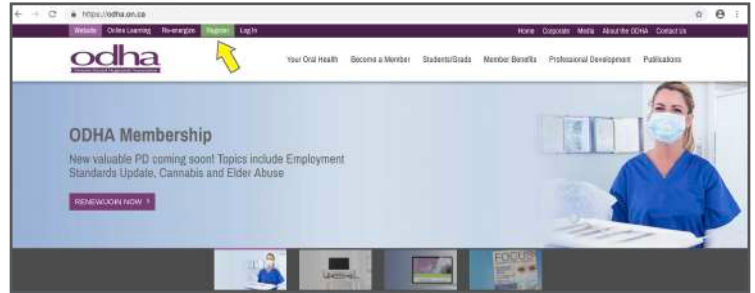 https://odha.on.ca
Website Online Learning Re-energize Register Log In
Home Corporate Media About the ODHA Contact Us
odha
Your Oral Health Become a Member Students/Grads Member Benefits Professional Development Publications
ODHA Membership
New valuable PD coming soon! Topics include Employment
Standards Update, Cannabis and Elder Abuse
RENEW/JOIN NOW >
FOCUS